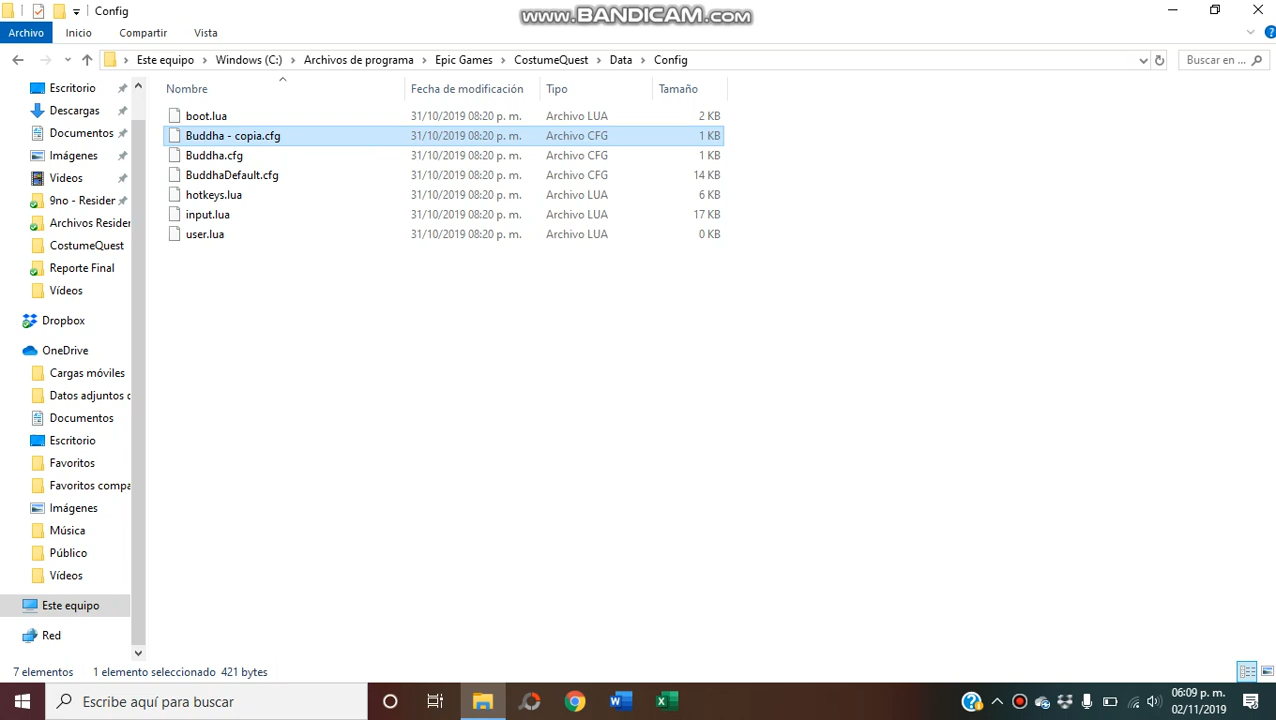 Config
www.BANDICAM.com
Archivo Inicio Compartir Vista
Este equipo Windows (C:) Archivos de programa Epic Games CostumeQuest Data Config Buscar en ...
Nombre Fecha de modificación Tipo Tamaño
boot.lua 31/10/2019 08:20 p. m. Archivo LUA 2 KB
Buddha - copia.cfg 31/10/2019 08:20 p. m. Archivo CFG 1 KB
Buddha.cfg 31/10/2019 08:20 p. m. Archivo CFG 1 KB
BuddhaDefault.cfg 31/10/2019 08:20 p. m. Archivo CFG 14 KB
hotkeys.lua 31/10/2019 08:20 p. m. Archivo LUA 6 KB
input.lua 31/10/2019 08:20 p. m. Archivo LUA 17 KB
user.lua 31/10/2019 08:20 p. m. Archivo LUA 0 KB
Escritorio
Descargas
Documentos
Imágenes
Videos
9no - Resider
Archivos Resider
CostumeQuest
Reporte Final
Vídeos
Dropbox
OneDrive
Cargas móviles
Datos adjuntos d
Documentos
Escritorio
Favoritos
Favoritos compa
Imágenes
Música
Público
Vídeos
Este equipo
Red
7 elementos 1 elemento seleccionado 421 bytes
Escribe aquí para buscar
06:09 p. m.
02/11/2019